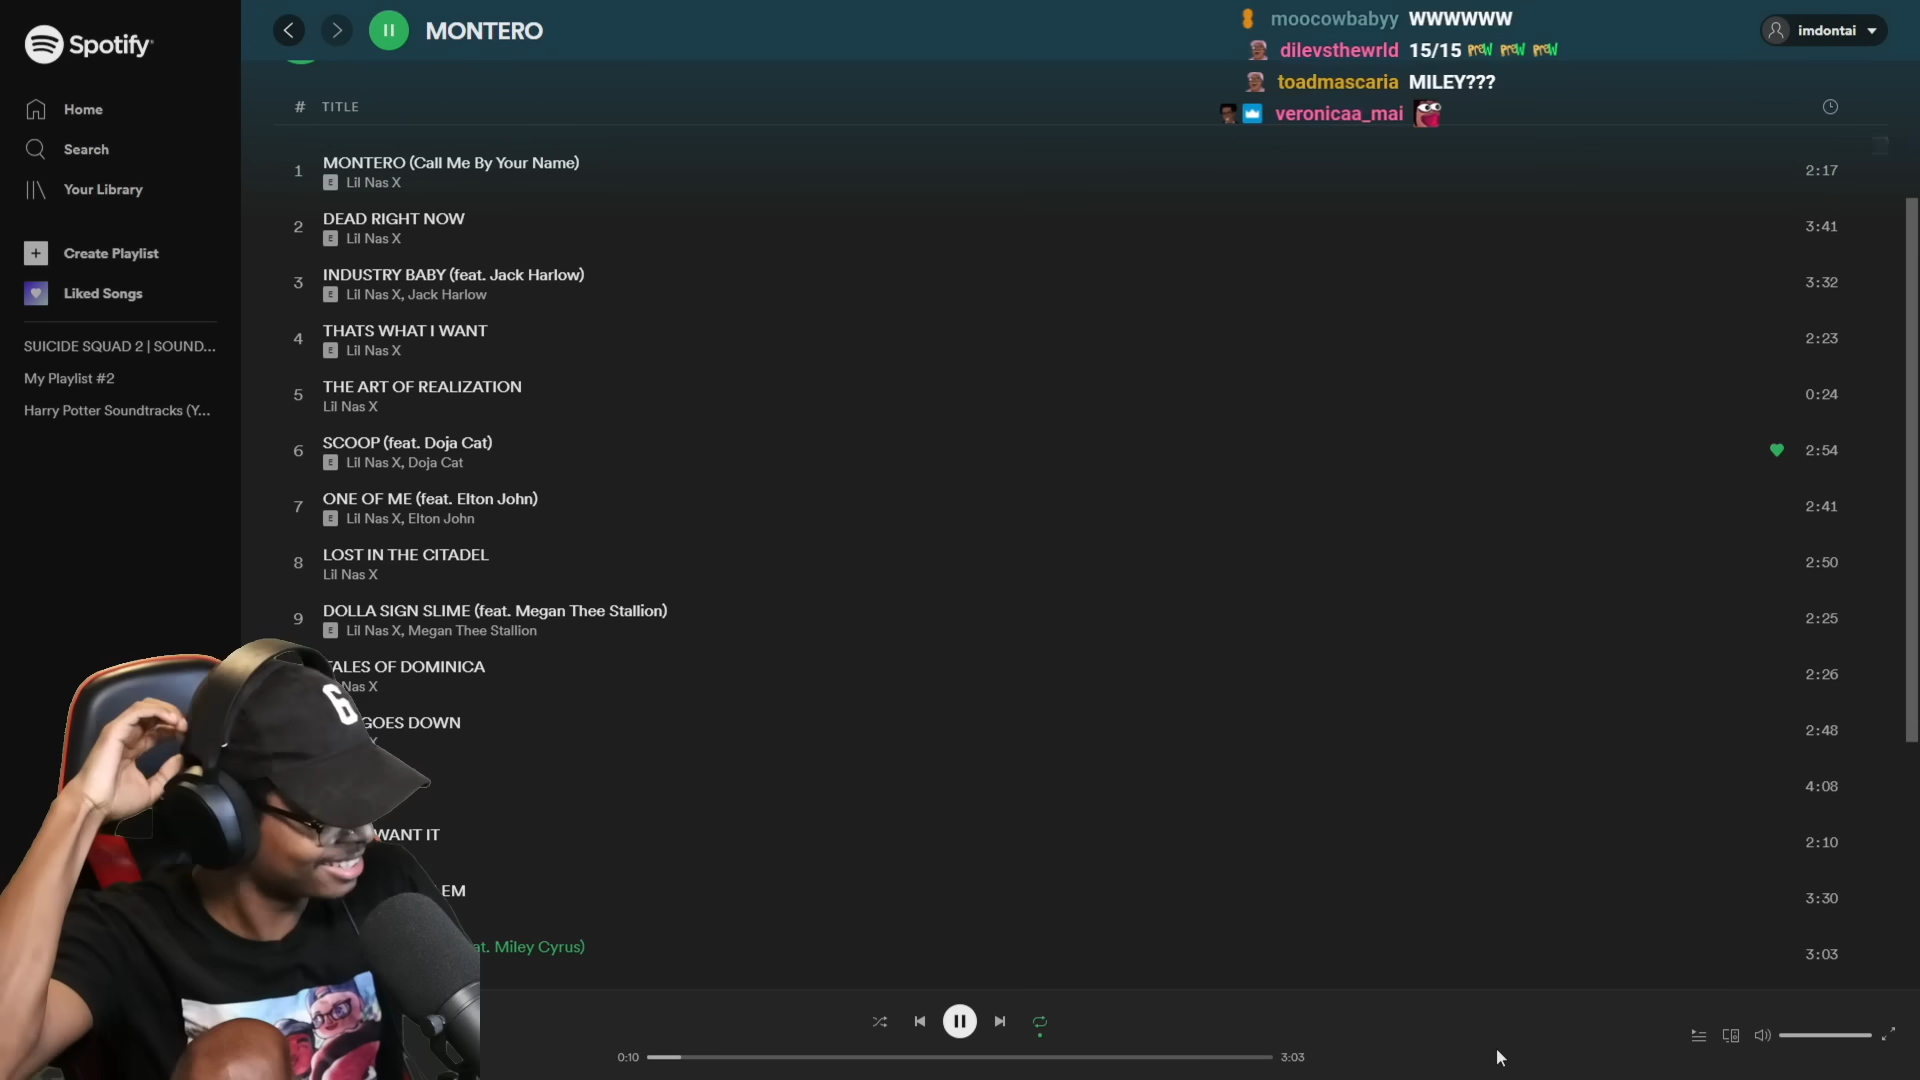 Spotify
Home
Search
Your Library
Create Playlist
Liked Songs
SUICIDE SQUAD 2 | SOUND...
My Playlist #2
Harry Potter Soundtracks (Y...
MONTERO
moocowbabyy WWWWWW
dilevsthewrld 15/15
toadmascaria MILEY???
veronicaa_mai
imdontai
# TITLE
1 MONTERO (Call Me By Your Name) 2:17
E Lil Nas X
2 DEAD RIGHT NOW 3:41
E Lil Nas X
3 INDUSTRY BABY (feat. Jack Harlow) 3:32
E Lil Nas X, Jack Harlow
4 THATS WHAT I WANT 2:23
E Lil Nas X
5 THE ART OF REALIZATION 0:24
Lil Nas X
6 SCOOP (feat. Doja Cat) 2:54
E Lil Nas X, Doja Cat
7 ONE OF ME (feat. Elton John) 2:41
E Lil Nas X, Elton John
8 LOST IN THE CITADEL 2:50
Lil Nas X
9 DOLLA SIGN SLIME (feat. Megan Thee Stallion) 2:25
E Lil Nas X, Megan Thee Stallion
ALES OF DOMINICA 2:26
Nas X
GOES DOWN 2:48
X
4:08
WANT IT 2:10
EM 3:30
at. Miley Cyrus) 3:03
6
0:10 3:03